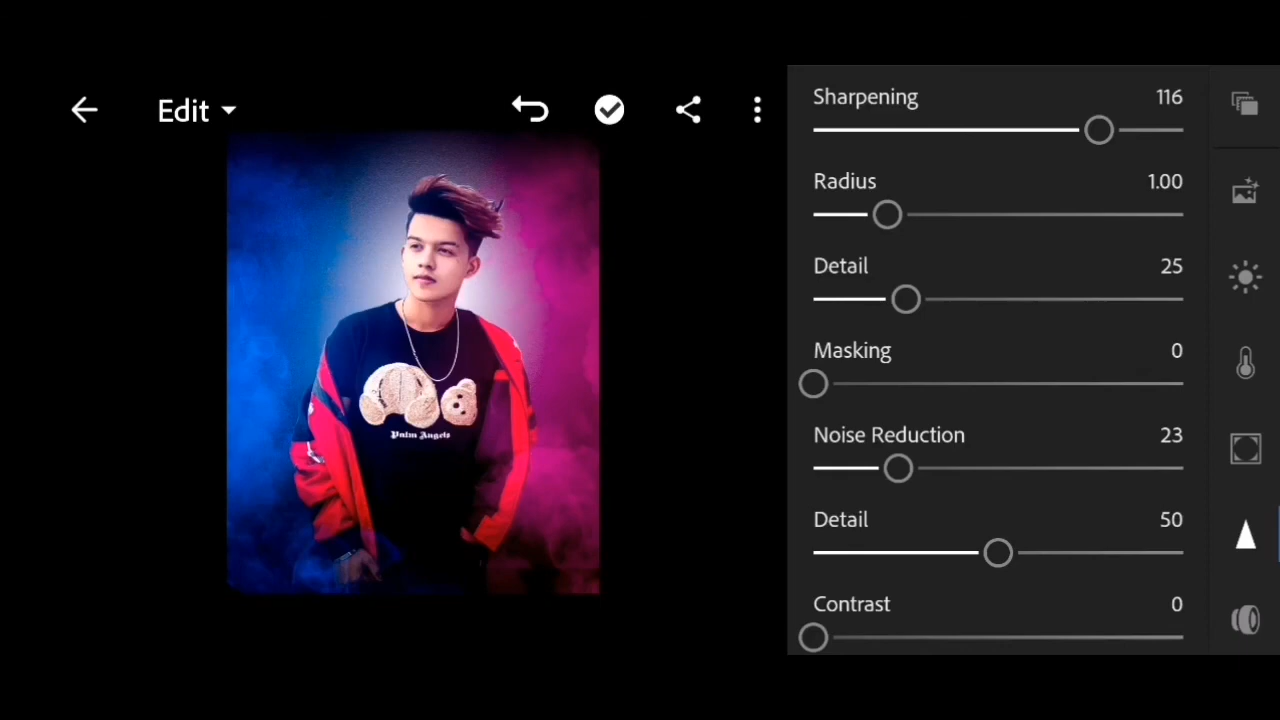 Edit
Sharpening 116
Radius 1.00
Detail 25
Masking 0
Noise Reduction 23
Detail 50
Contrast 0
Palm Angels